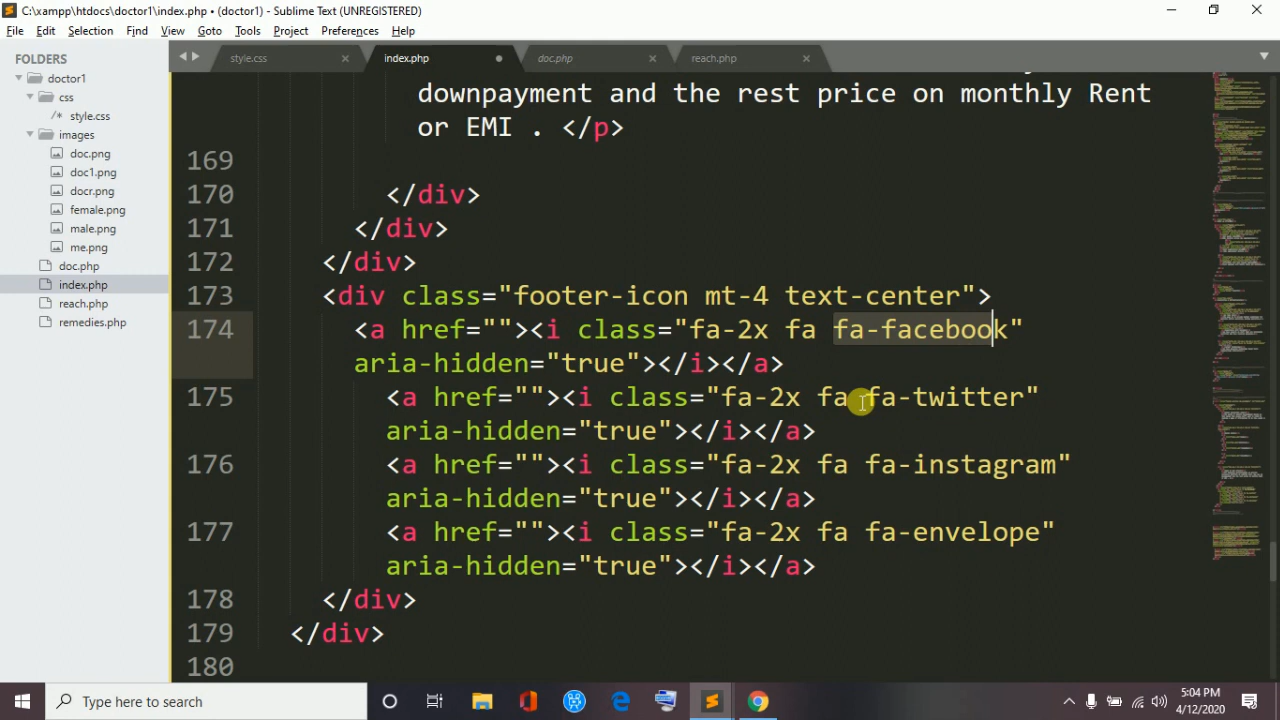 C:\xampp\htdocs\doctor1\index.php • (doctor1) - Sublime Text (UNREGISTERED)
File Edit Selection Find View Goto Tools Project Preferences Help
FOLDERS
doctor1
css
/* style.css
images
doc.png
doc1.png
docr.png
female.png
male.png
me.png
doc.php
index.php
reach.php
remedies.php
style.css index.php doc.php reach.php
downpayment and the rest price on monthly Rent
or EMI . </p>
169
170 </div>
171 </div>
172 </div>
173 <div class="footer-icon mt-4 text-center">
174 <a href=""><i class="fa-2x fa fa-facebook"
aria-hidden="true"></i></a>
175 <a href=""><i class="fa-2x fa fa-twitter"
aria-hidden="true"></i></a>
176 <a href=""><i class="fa-2x fa fa-instagram"
aria-hidden="true"></i></a>
177 <a href=""><i class="fa-2x fa fa-envelope"
aria-hidden="true"></i></a>
178 </div>
179 </div>
180
Type here to search
5:04 PM
4/12/2020